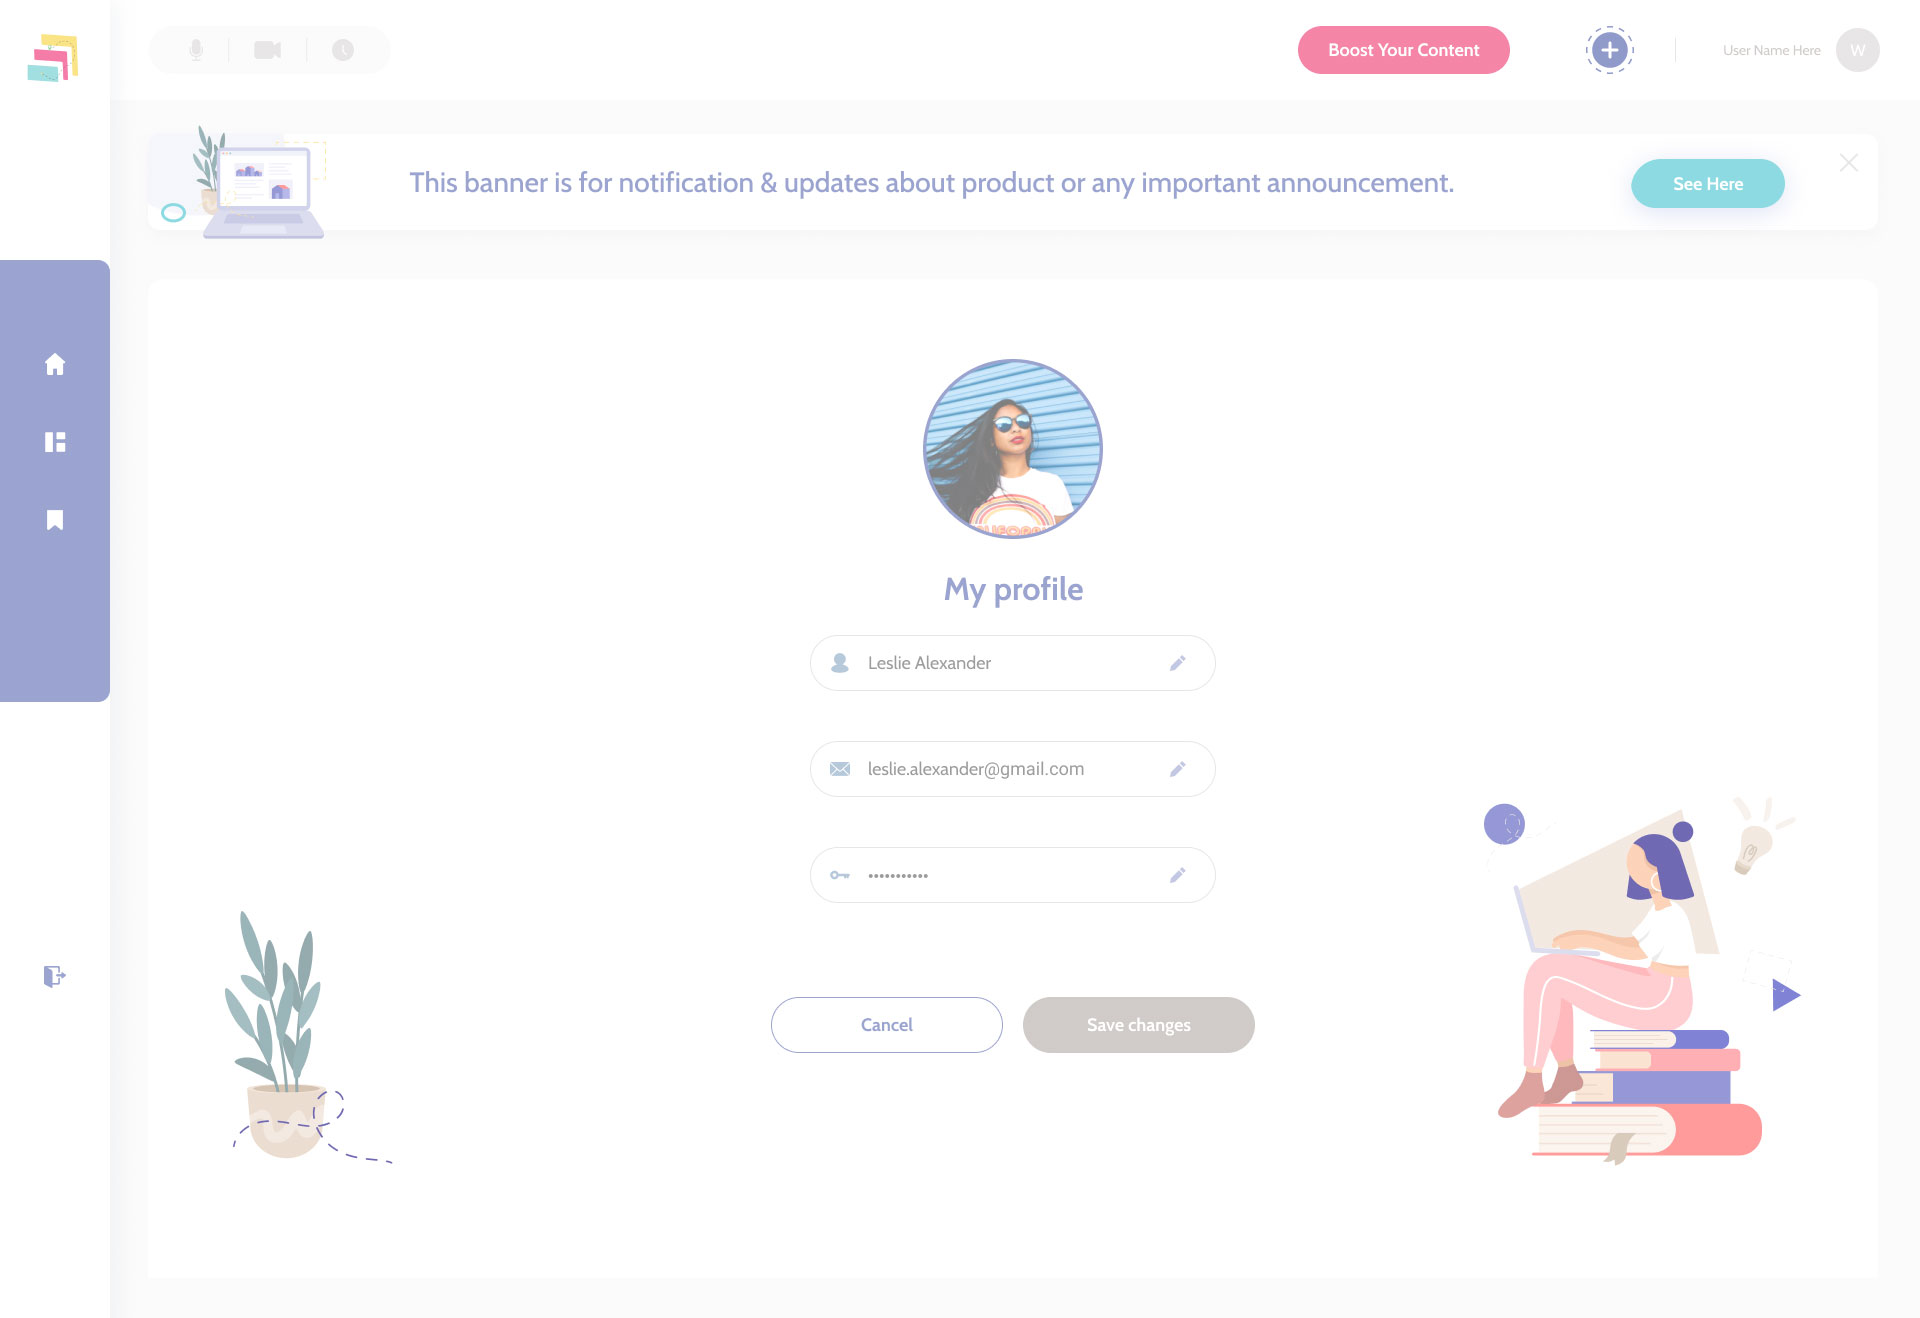 Boost Your Content
User Name Here
W
This banner is for notification & updates about product or any important announcement.
See Here
My profile
Leslie Alexander
leslie.alexander@gmail.com
•••••••••••
Cancel
Save changes